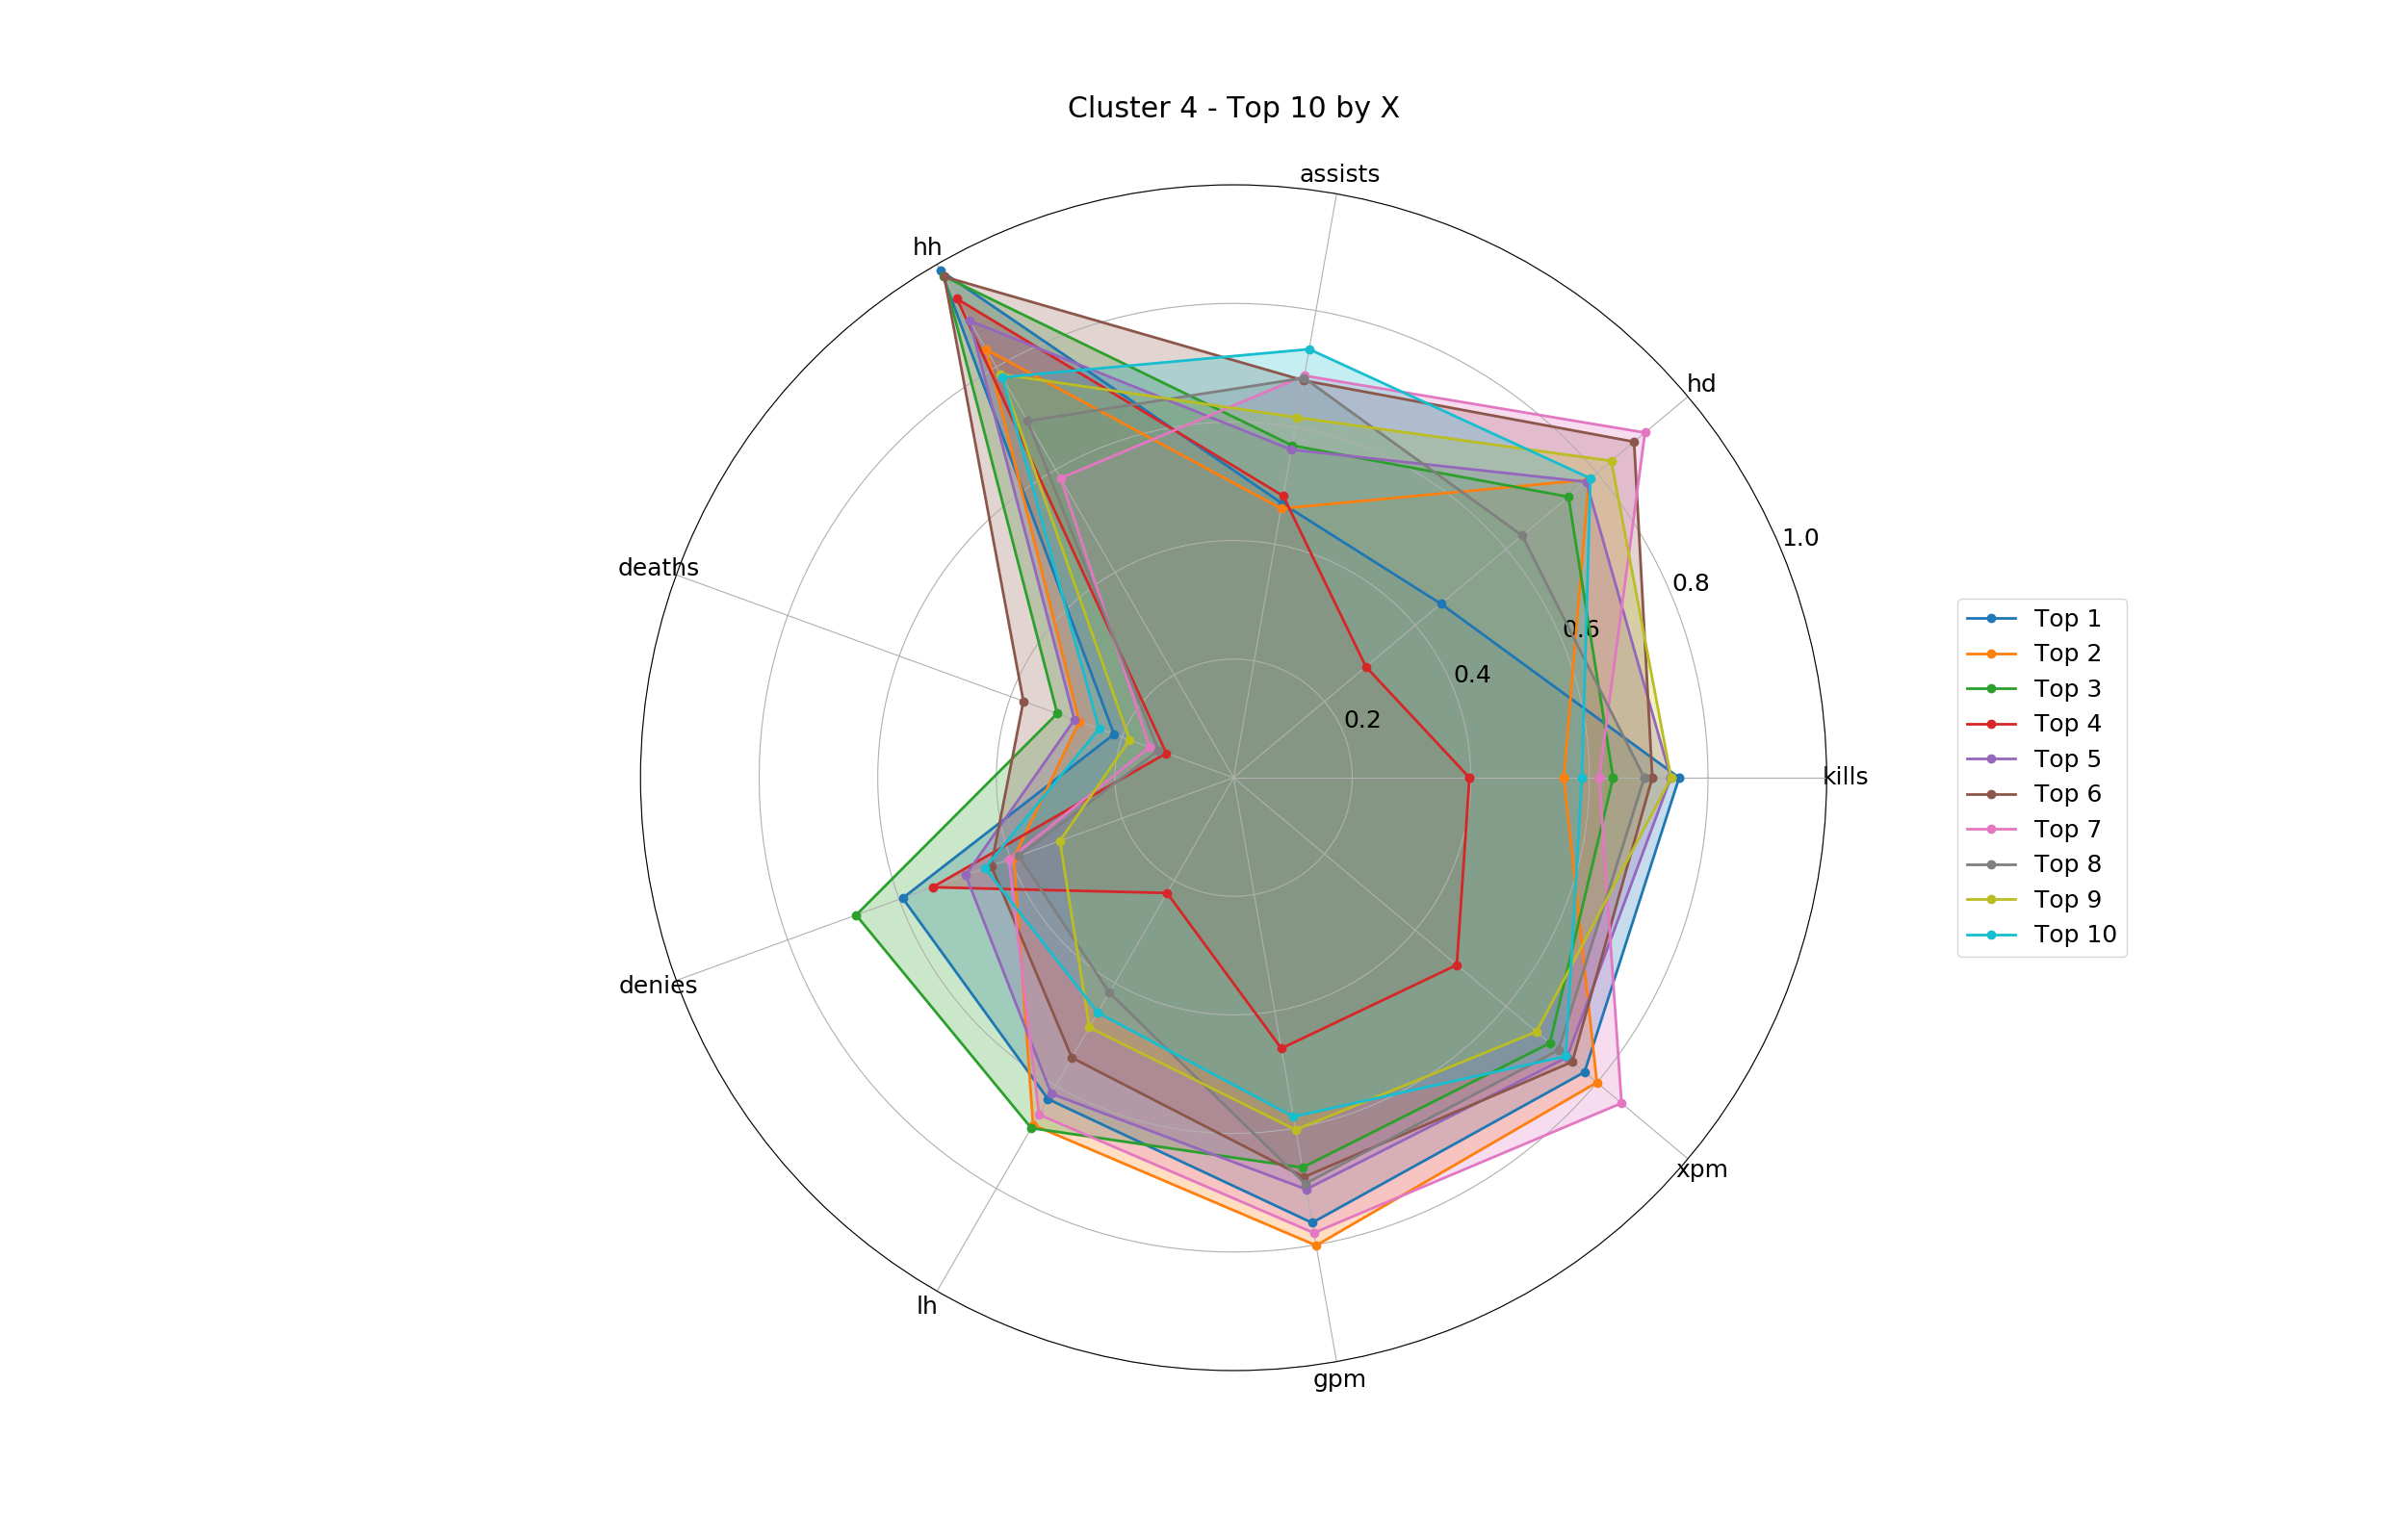 Cluster 4 - Top 10 by X
assists
hh
hd
1.0
deaths
0.8
0.6
0.4
0.2
kills
denies
xpm
lh
gpm
Top 1
Top 2
Top 3
Top 4
Top 5
Top 6
Top 7
Top 8
Top 9
Top 10